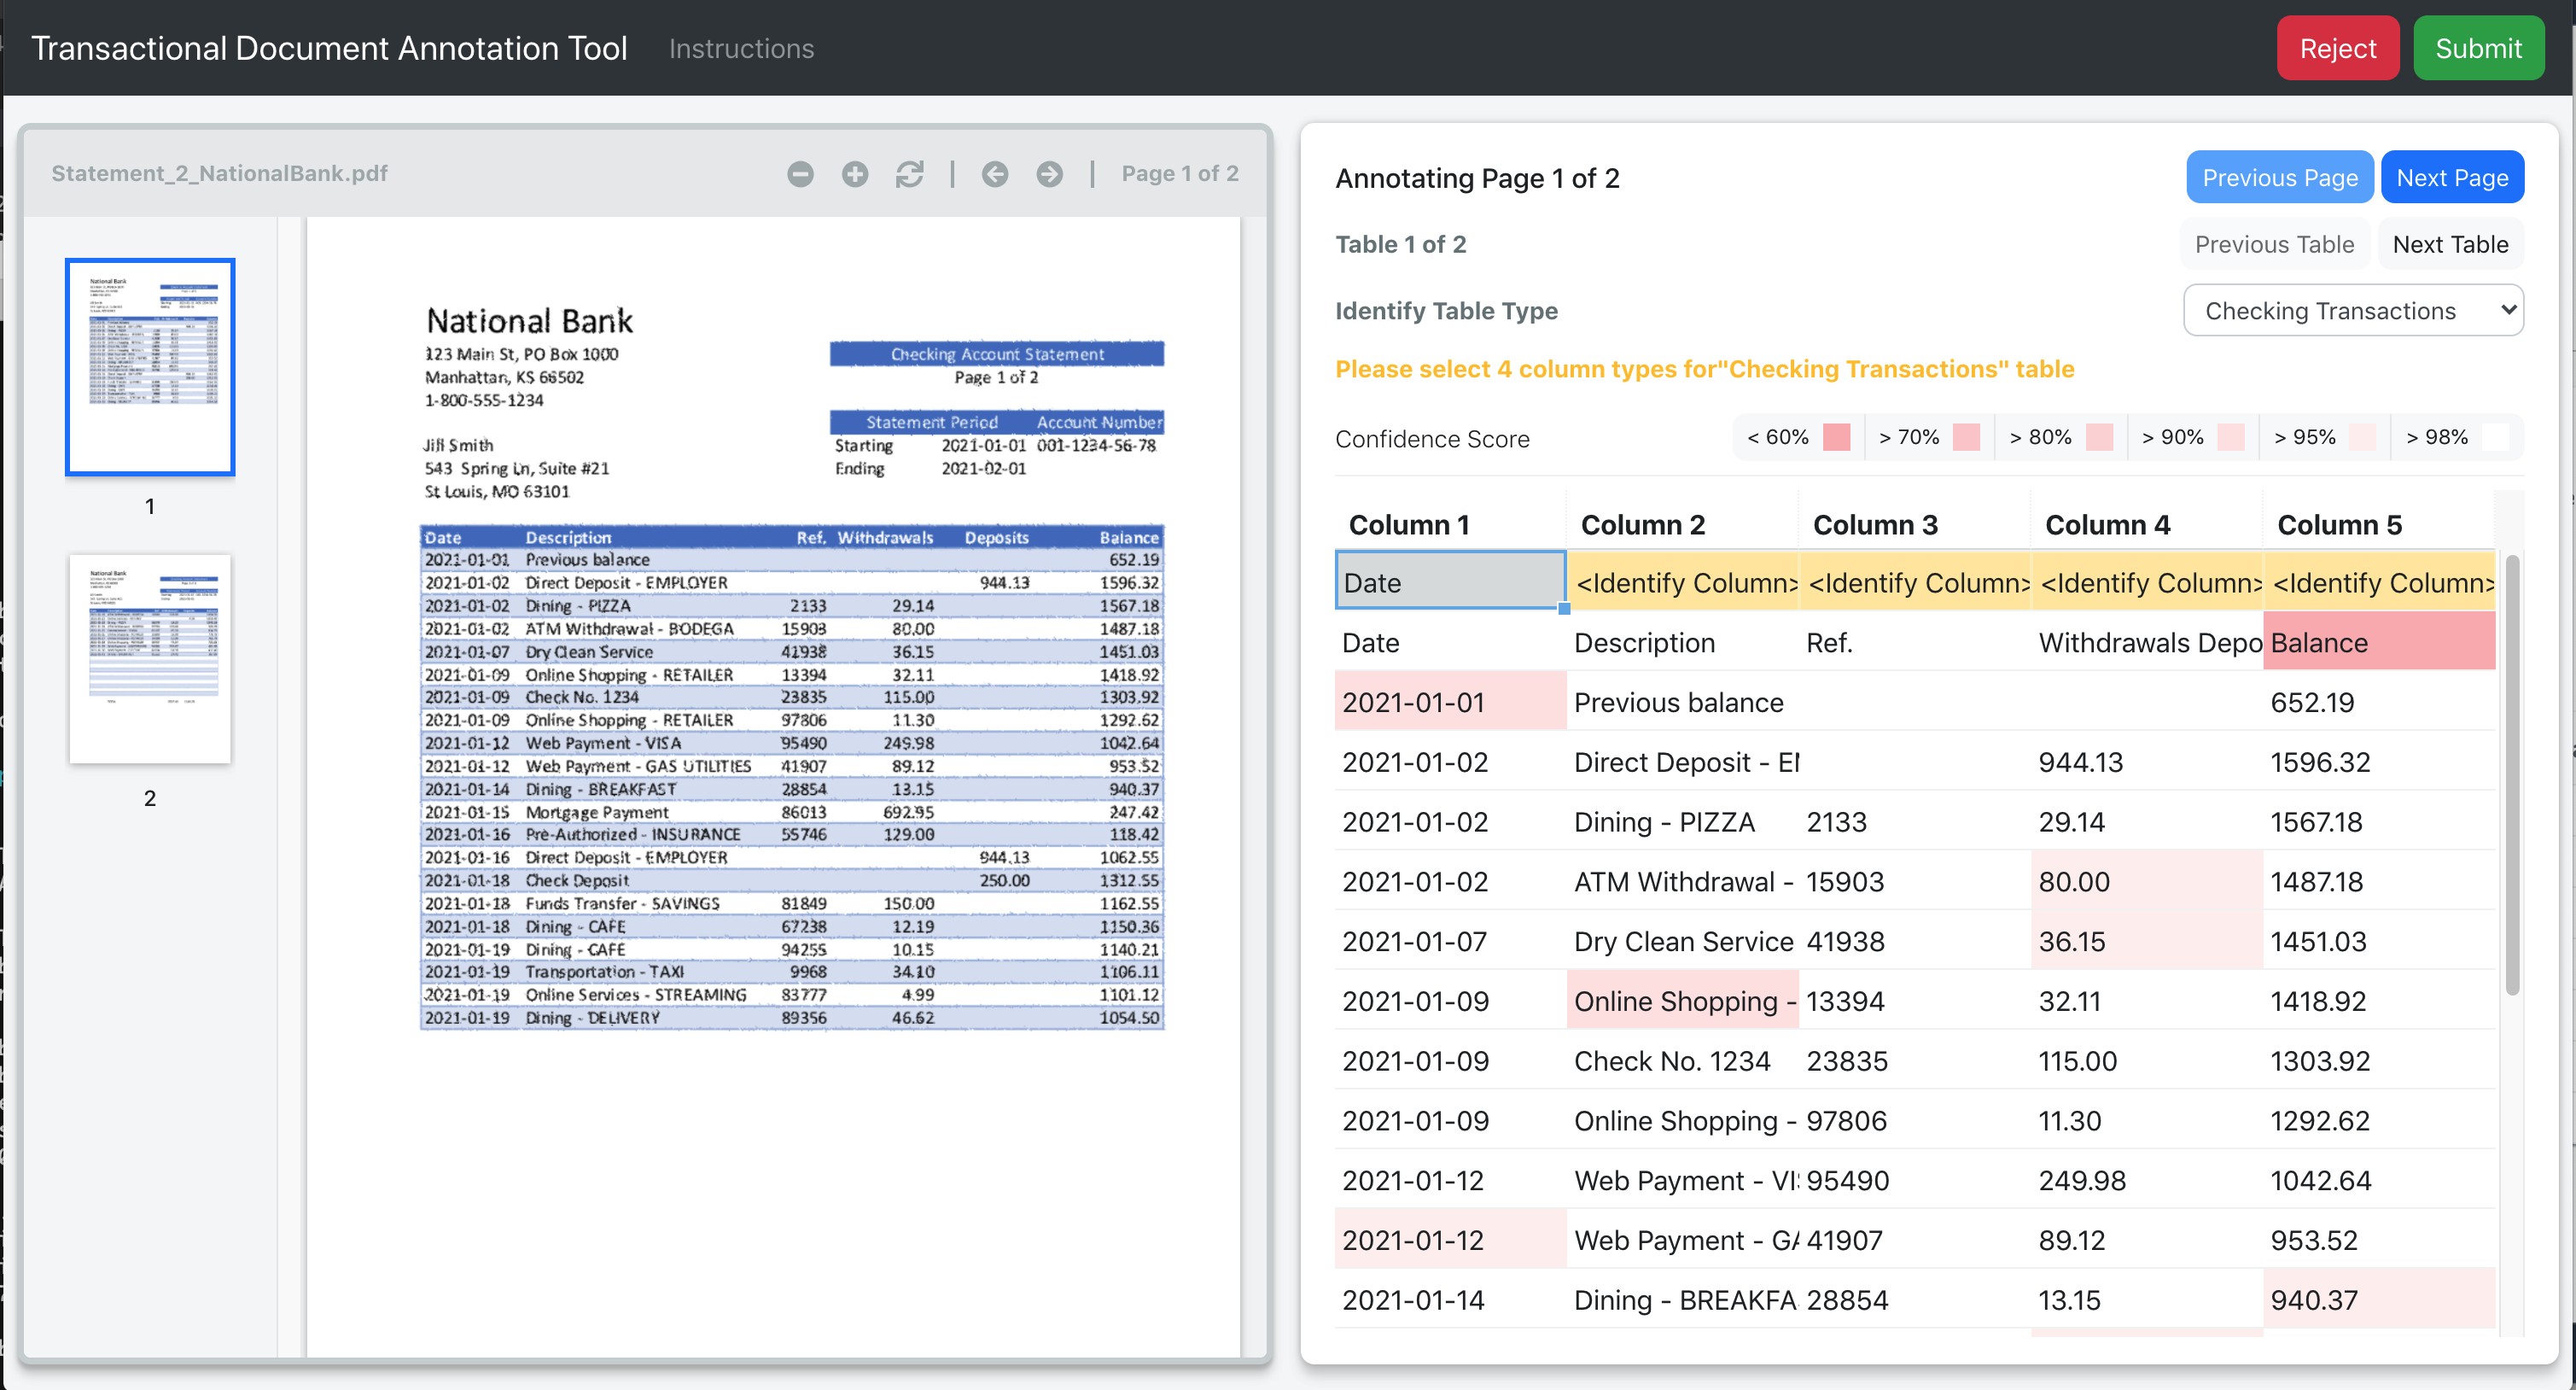 Transactional Document Annotation Tool Instructions Reject Submit
Statement_2_NationalBank.pdf Page 1 of 2
1
2
National Bank
123 Main St, PO Box 1000
Manhattan, KS 66502
1-800-555-1234
Checking Account Statement
Page 1 of 2
Statement Period Account Number
Starting 2021-01-01 001-1234-56-78
Ending 2021-02-01
Jill Smith
543 Spring Ln, Suite #21
St Louis, MO 63101
Date Description Ref. Withdrawals Deposits Balance
2021-01-01 Previous balance 652.19
2021-01-02 Direct Deposit - EMPLOYER 944.13 1596.32
2021-01-02 Dining - PIZZA 2133 29.14 1567.18
2021-01-02 ATM Withdrawal - BODEGA 15903 80.00 1487.18
2021-01-07 Dry Clean Service 41938 36.15 1451.03
2021-01-09 Online Shopping - RETAILER 13394 32.11 1418.92
2021-01-09 Check No. 1234 23835 115.00 1303.92
2021-01-09 Online Shopping - RETAILER 97806 11.30 1292.62
2021-01-12 Web Payment - VISA 95490 249.98 1042.64
2021-01-12 Web Payment - GAS UTILITIES 41907 89.12 953.52
2021-01-14 Dining - BREAKFAST 28854 13.15 940.37
2021-01-15 Mortgage Payment 86013 692.95 247.42
2021-01-16 Pre-Authorized - INSURANCE 55746 129.00 118.42
2021-01-16 Direct Deposit - EMPLOYER 944.13 1062.55
2021-01-18 Check Deposit 250.00 1312.55
2021-01-18 Funds Transfer - SAVINGS 81849 150.00 1162.55
2021-01-18 Dining - CAFE 67238 12.19 1150.36
2021-01-19 Dining - CAFE 94255 10.15 1140.21
2021-01-19 Transportation - TAXI 9968 34.10 1106.11
2021-01-19 Online Services - STREAMING 83777 4.99 1101.12
2021-01-19 Dining - DELIVERY 89356 46.62 1054.50
Annotating Page 1 of 2 Previous Page Next Page
Table 1 of 2 Previous Table Next Table
Identify Table Type Checking Transactions
Please select 4 column types for"Checking Transactions" table
Confidence Score < 60% > 70% > 80% > 90% > 95% > 98%
Column 1 Column 2 Column 3 Column 4 Column 5
Date <Identify Column> <Identify Column> <Identify Column> <Identify Column>
Date Description Ref. Withdrawals Depo Balance
2021-01-01 Previous balance 652.19
2021-01-02 Direct Deposit - 944.13 1596.32
2021-01-02 Dining - PIZZA 2133 29.14 1567.18
2021-01-02 ATM Withdrawal - 15903 80.00 1487.18
2021-01-07 Dry Clean Service 41938 36.15 1451.03
2021-01-09 Online Shopping - 13394 32.11 1418.92
2021-01-09 Check No. 1234 23835 115.00 1303.92
2021-01-09 Online Shopping - 97806 11.30 1292.62
2021-01-12 Web Payment - 95490 249.98 1042.64
2021-01-12 Web Payment - 41907 89.12 953.52
2021-01-14 Dining - BREAKFA 28854 13.15 940.37